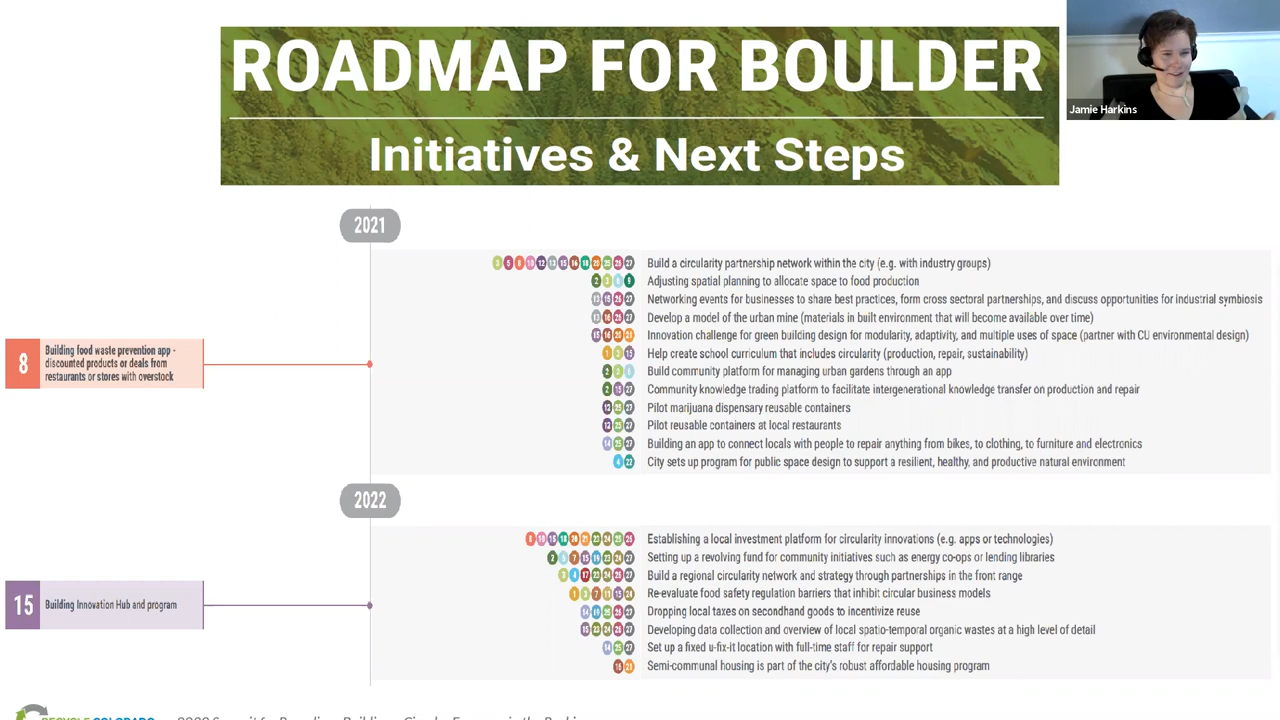 ROADMAP FOR BOULDER
Initiatives & Next Steps
Jamie Harkins
2021
Build a circularity partnership network within the city (e.g. with industry groups)
Adjusting spatial planning to allocate space to food production
Networking events for businesses to share best practices, form cross sectoral partnerships, and discuss opportunities for industrial symbiosis
Develop a model of the urban mine (materials in built environment that will become available over time)
Innovation challenge for green building design for modularity, adaptivity, and multiple uses of space (partner with CU environmental design)
Help create school curriculum that includes circularity (production, repair, sustainability)
Build community platform for managing urban gardens through an app
Community knowledge trading platform to facilitate intergenerational knowledge transfer on production and repair
Pilot marijuana dispensary reusable containers
Pilot reusable containers at local restaurants
Building an app to connect locals with people to repair anything from bikes, to clothing, to furniture and electronics
City sets up program for public space design to support a resilient, healthy, and productive natural environment
8
Building food waste prevention app -
discounted products or deals from
restaurants or stores with overstock
2022
Establishing a local investment platform for circularity innovations (e.g. apps or technologies)
Setting up a revolving fund for community initiatives such as energy co-ops or lending libraries
Build a regional circularity network and strategy through partnerships in the front range
Re-evaluate food safety regulation barriers that inhibit circular business models
Dropping local taxes on secondhand goods to incentivize reuse
Developing data collection and overview of local spatio-temporal organic wastes at a high level of detail
Set up a fixed u-fix-it location with full-time staff for repair support
Semi-communal housing is part of the city's robust affordable housing program
15
Building Innovation Hub and program
RECYCLE COLORADO